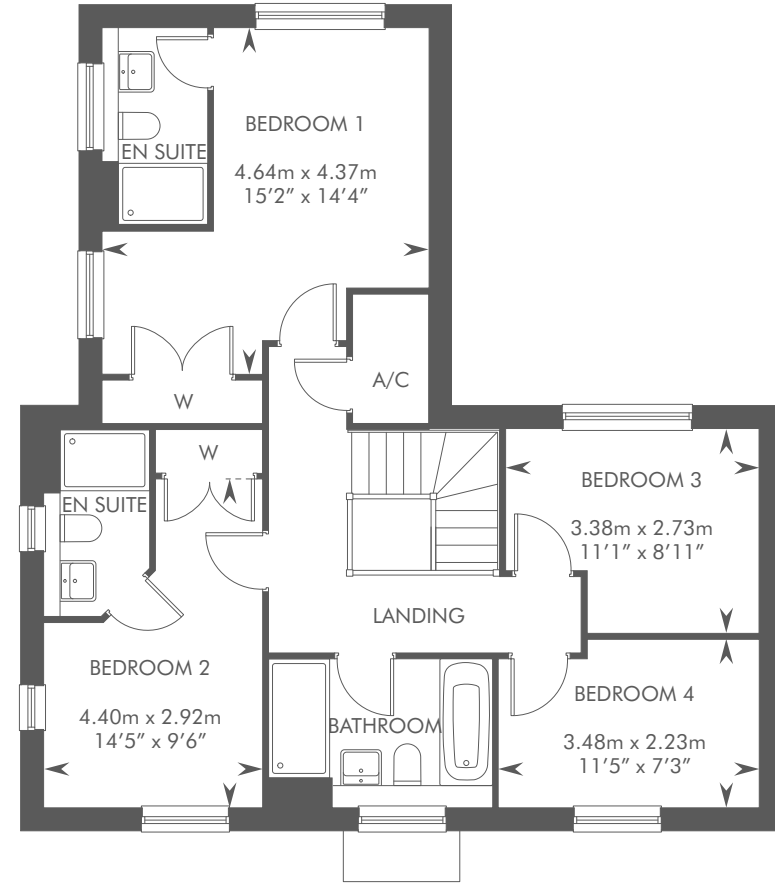 BEDROOM 1
EN SUITE
4.64m x 4.37m
15’2” x 14’4”
A/C
W
W
BEDROOM 3
EN SUITE
3.38m x 2.73m
11’1” x 8’11”
LANDING
BEDROOM 2
BEDROOM 4
4.40m x 2.92m
14’5” x 9’6”
BATHROOM
3.48m x 2.23m
11’5” x 7’3”